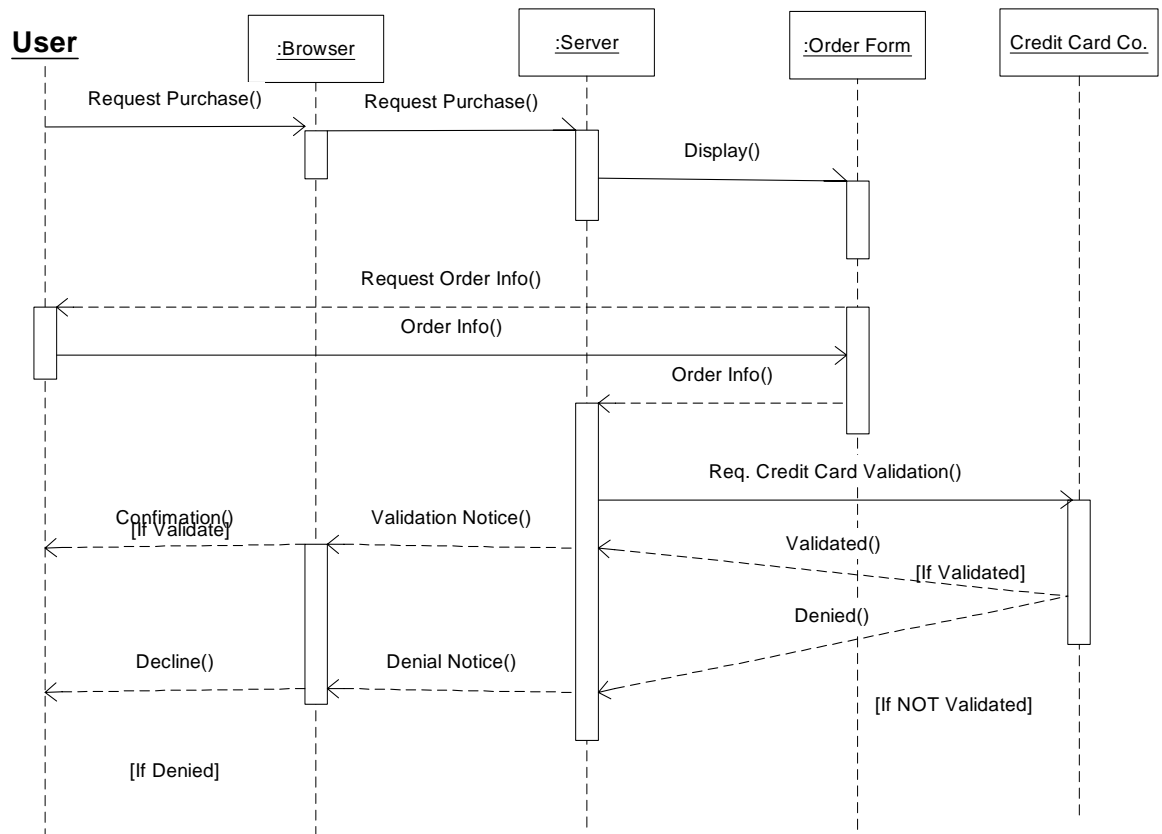 User
:Browser
:Server
:Order Form
Credit Card Co.
Request Purchase()
Request Purchase()
Display()
Request Order Info()
Order Info()
Order Info()
Req. Credit Card Validation()
Confimation()
[If Validate]
Validation Notice()
Validated()
[If Validated]
Denied()
Decline()
Denial Notice()
[If NOT Validated]
[If Denied]